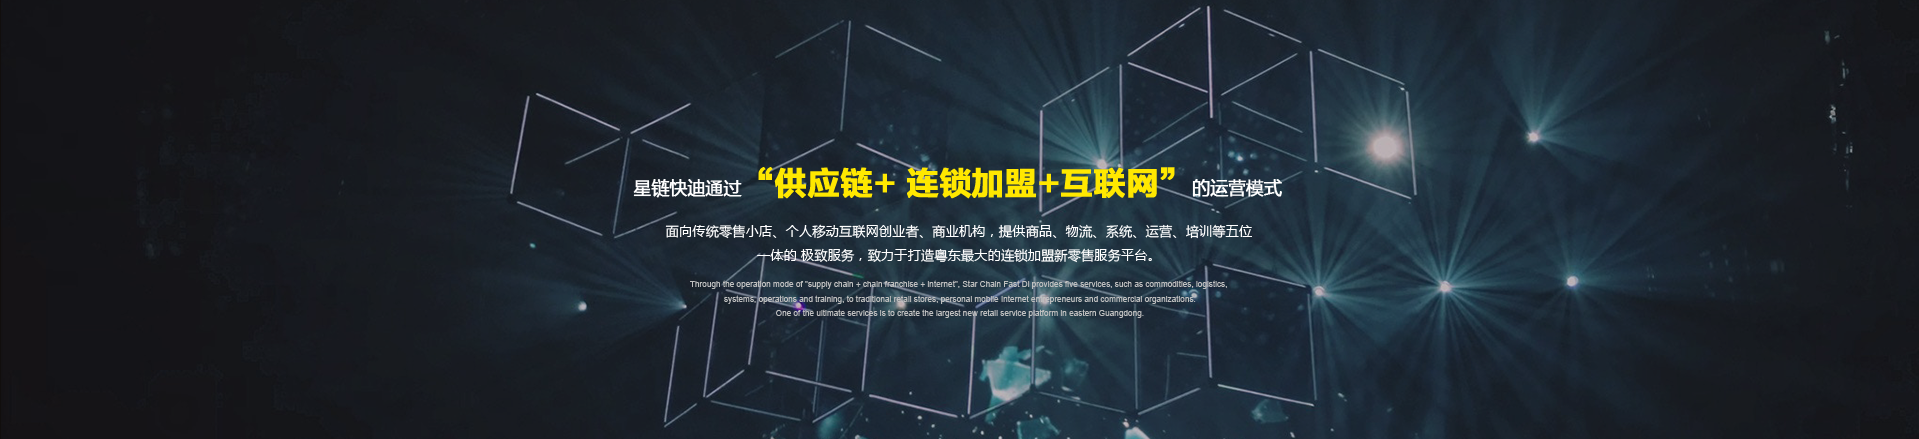 星链快迪通过“供应链+ 连锁加盟+互联网”的运营模式
面向传统零售小店、个人移动互联网创业者、商业机构，提供商品、物流、系统、运营、培训等五位
一体的 极致服务，致力于打造粤东最大的连锁加盟新零售服务平台。
Through the operation mode of "supply chain + chain franchise + Internet", Star Chain Fast Di provides five services, such as commodities, logistics,
systems, operations and training, to traditional retail stores, personal mobile Internet entrepreneurs and commercial organizations.
One of the ultimate services is to create the largest new retail service platform in eastern Guangdong.